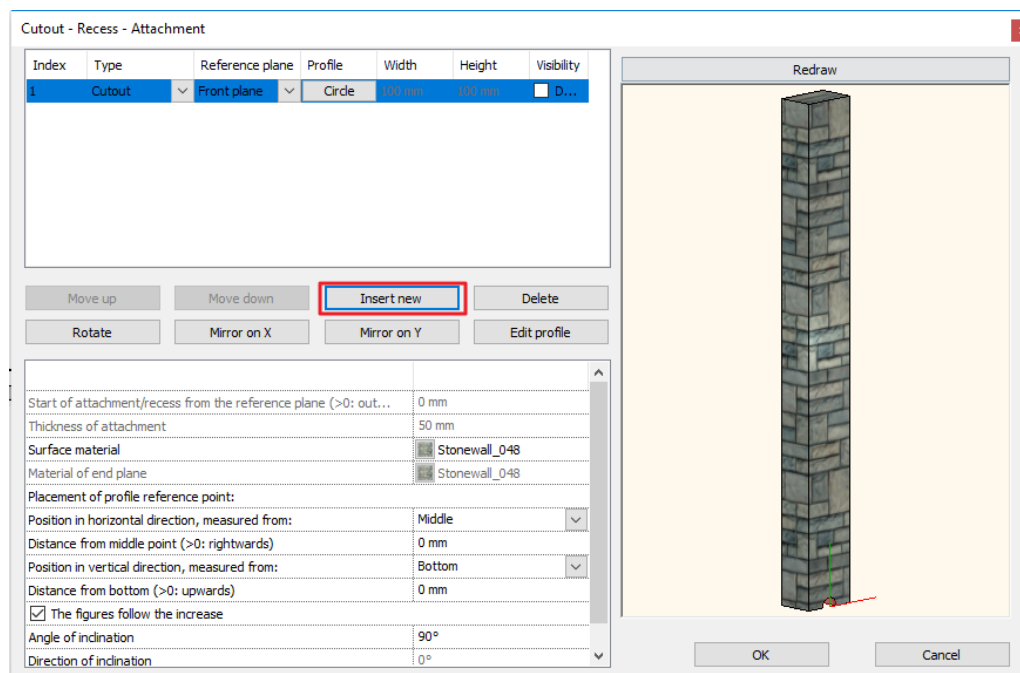 Cutout - Recess - Attachment
Index Type Reference plane Profile Width Height Visibility
1 Cutout Front plane Circle 100 mm 100 mm D...
Redraw
Move up Move down Insert new Delete
Rotate Mirror on X Mirror on Y Edit profile
Start of attachment/recess from the reference plane (>0: out... 0 mm
Thickness of attachment 50 mm
Surface material Stonewall_048
Material of end plane Stonewall_048
Placement of profile reference point:
Position in horizontal direction, measured from: Middle
Distance from middle point (>0: rightwards) 0 mm
Position in vertical direction, measured from: Bottom
Distance from bottom (>0: upwards) 0 mm
The figures follow the increase
Angle of inclination 90°
Direction of inclination 0°
OK Cancel